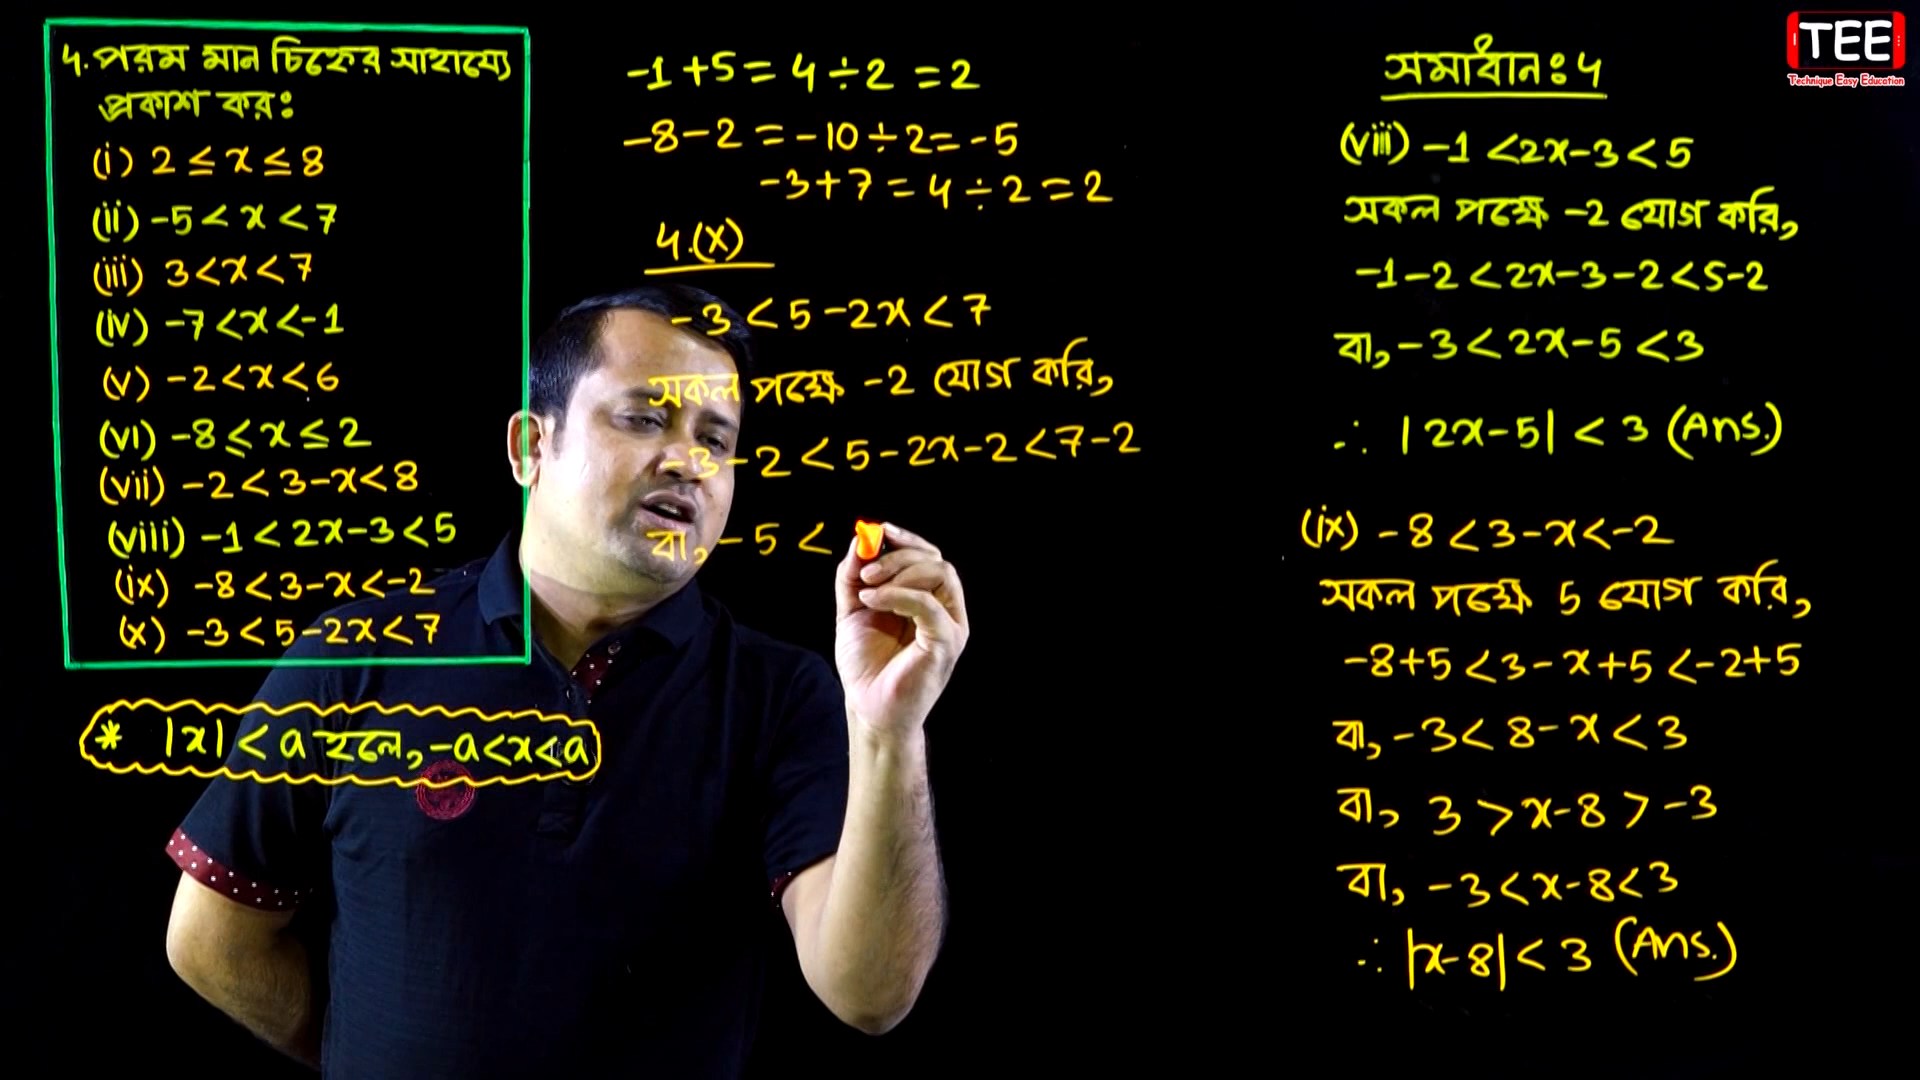 ৪. পরম মান চিহ্নের সাহায্যে
প্রকাশ কর:
(i) 2 ≤ x ≤ 8
(ii) -5 < x < 7
(iii) 3 < x < 7
(iv) -7 < x < -1
(v) -2 < x < 6
(vi) -8 ≤ x ≤ 2
(vii) -2 < 3-x < 8
(viii) -1 < 2x-3 < 5
(ix) -8 < 3-x < -2
(x) -3 < 5-2x < 7
* |x| < a হলে, -a < x < a
-1+5 = 4 ÷ 2 = 2
-8-2 = -10 ÷ 2 = -5
-3+7 = 4 ÷ 2 = 2
4.(x)
-3 < 5-2x < 7
সকল পক্ষে -2 যোগ করি,
-3-2 < 5-2x-2 < 7-2
বা, -5 <
সমাধান: 4
(viii) -1 < 2x-3 < 5
সকল পক্ষে -2 যোগ করি,
-1-2 < 2x-3-2 < 5-2
বা, -3 < 2x-5 < 3
∴ |2x-5| < 3 (Ans.)
(ix) -8 < 3-x < -2
সকল পক্ষে 5 যোগ করি,
-8+5 < 3-x+5 < -2+5
বা, -3 < 8-x < 3
বা, 3 > x-8 > -3
বা, -3 < x-8 < 3
∴ |x-8| < 3 (Ans.)
TEE
Technique Easy Education